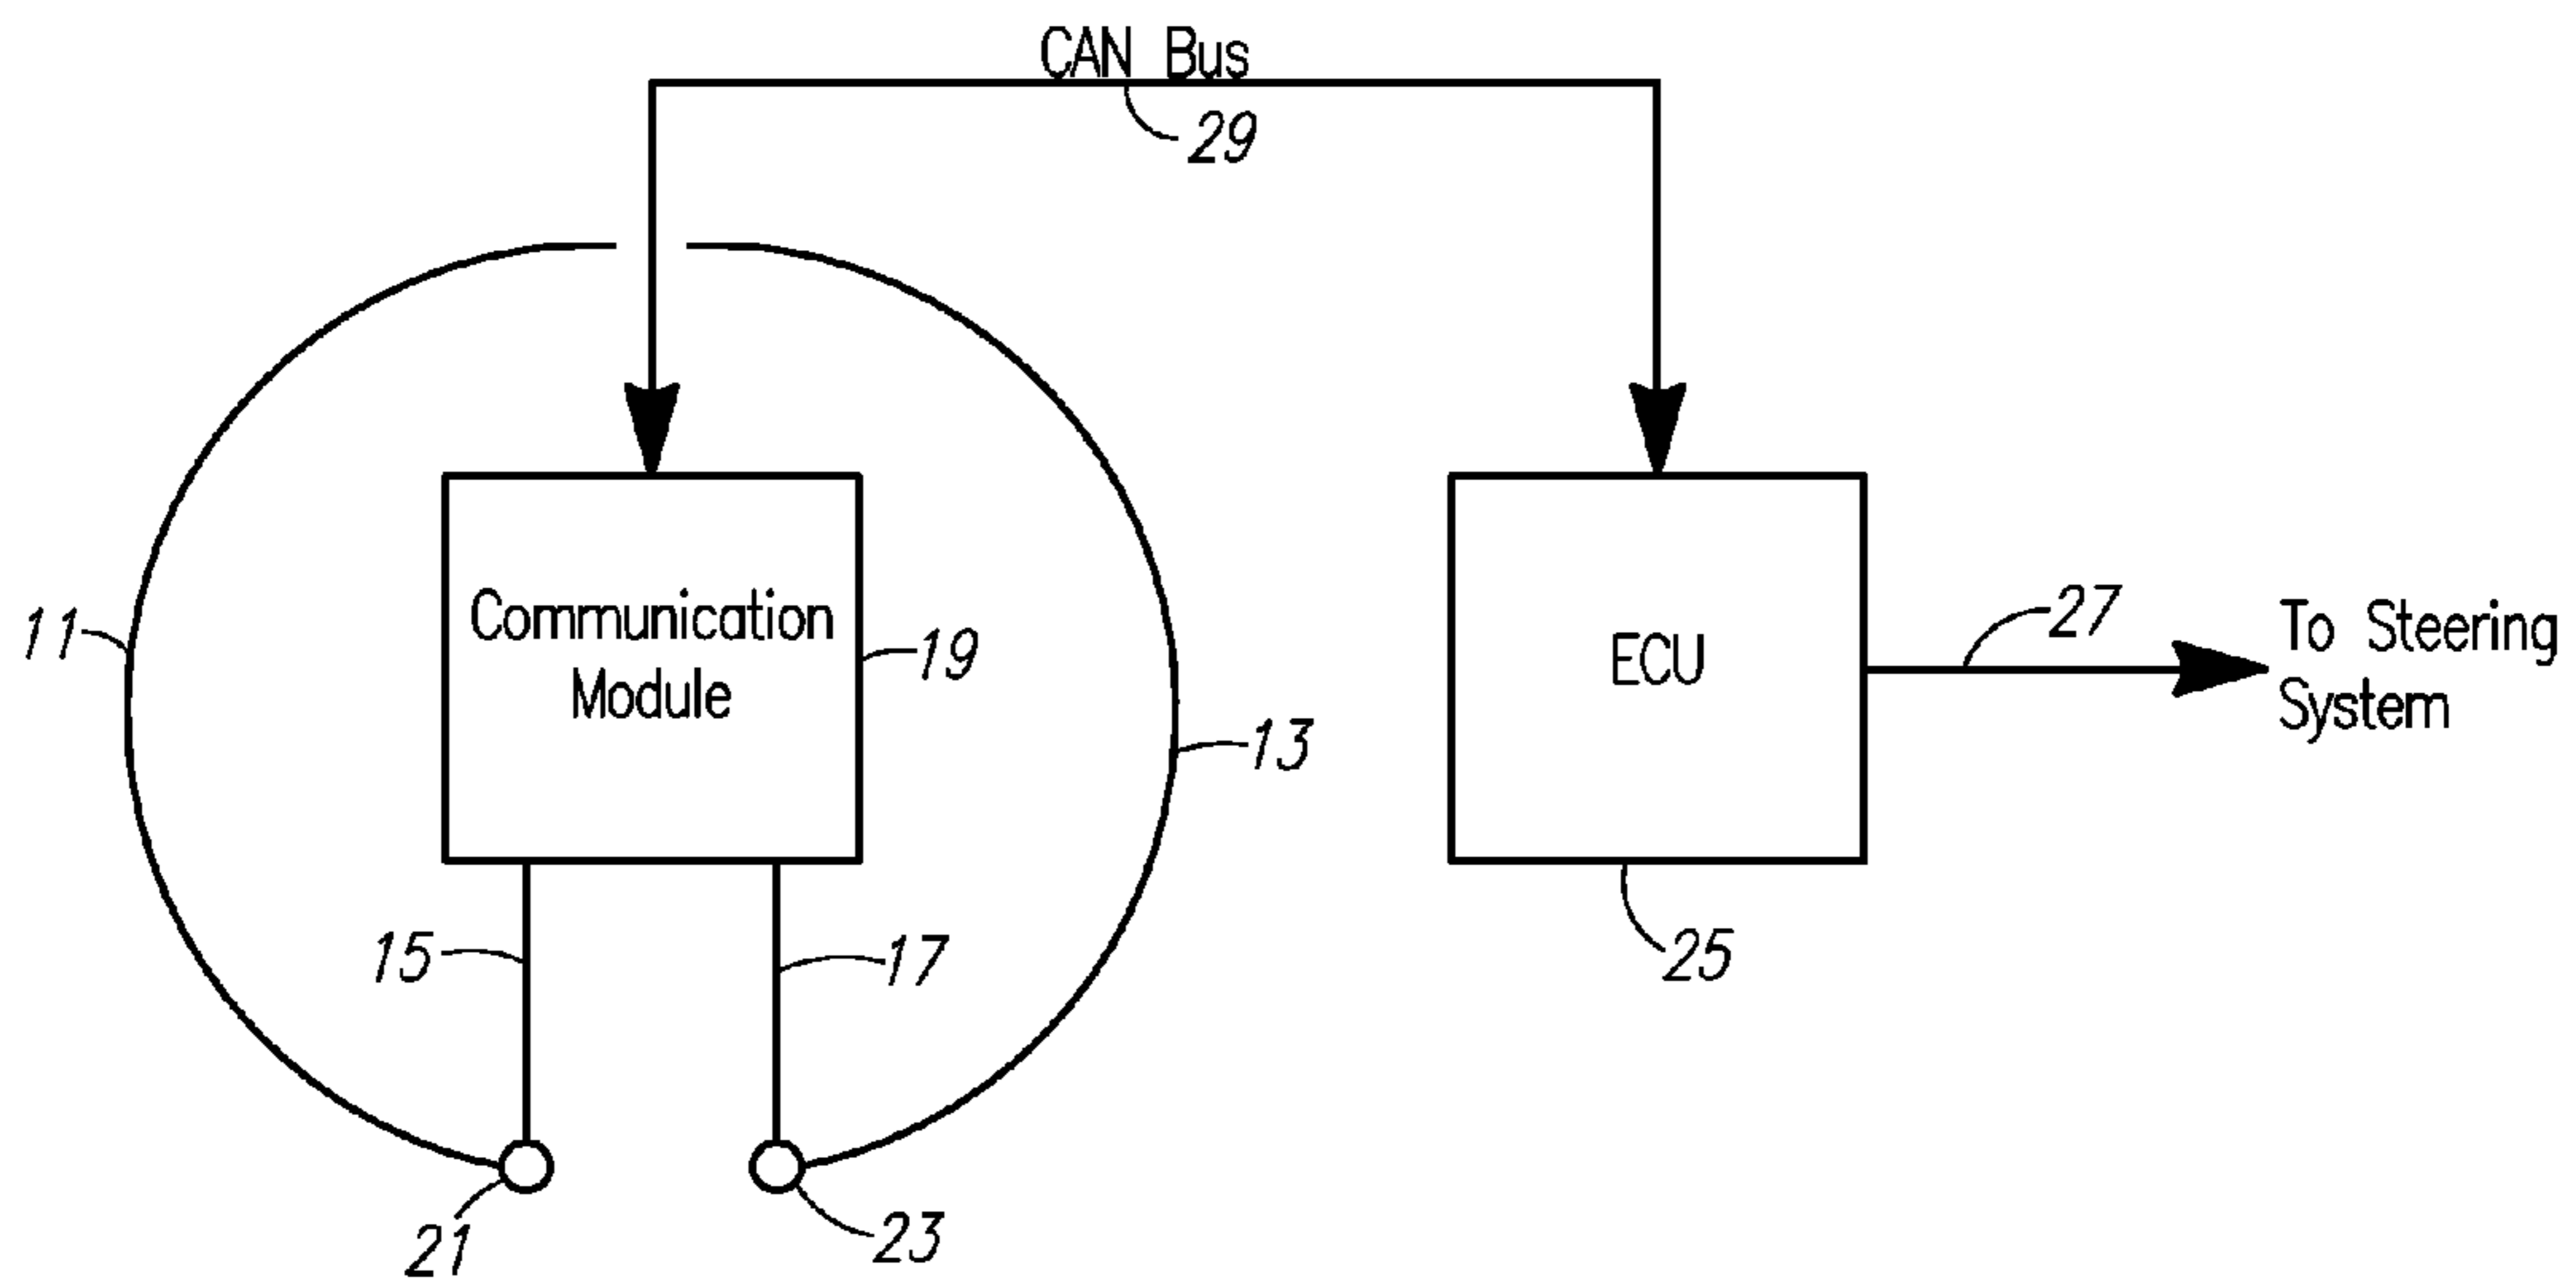 CAN Bus
29
11
Communication
Module
19
13
ECU
27
To Steering
System
15
17
25
21
23